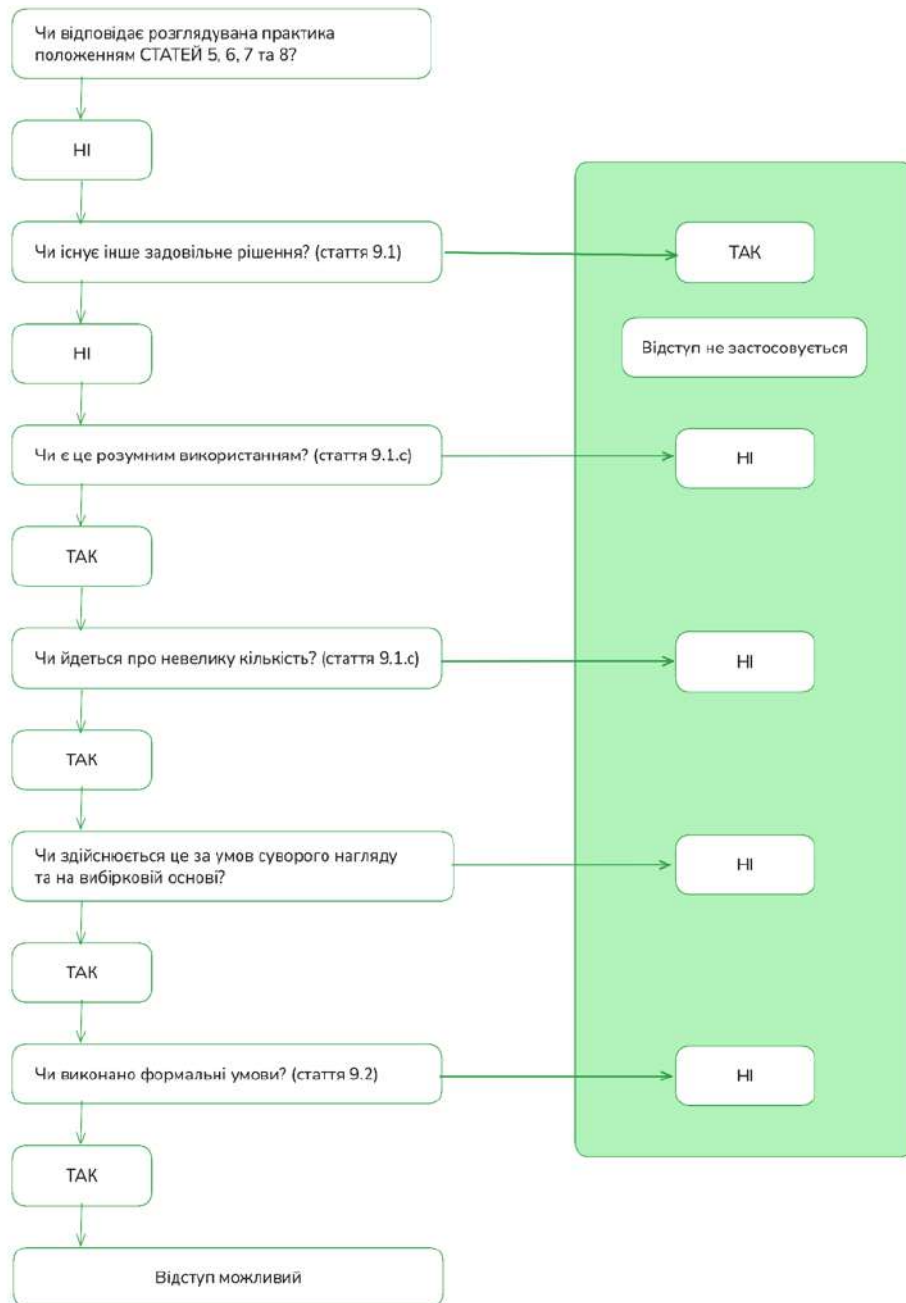 Чи відповідає розглядувана практика
положенням СТАТЕЙ 5, 6, 7 та 8?
НІ
Чи існує інше задовільне рішення? (стаття 9.1)
ТАК
НІ
Відступ не застосовується
Чи є це розумним використанням? (стаття 9.1.с)
НІ
ТАК
Чи йдеться про невелику кількість? (стаття 9.1.с)
НІ
ТАК
Чи здійснюється це за умов суворого нагляду
та на вибірковій основі?
НІ
ТАК
Чи виконано формальні умови? (стаття 9.2)
НІ
ТАК
Відступ можливий